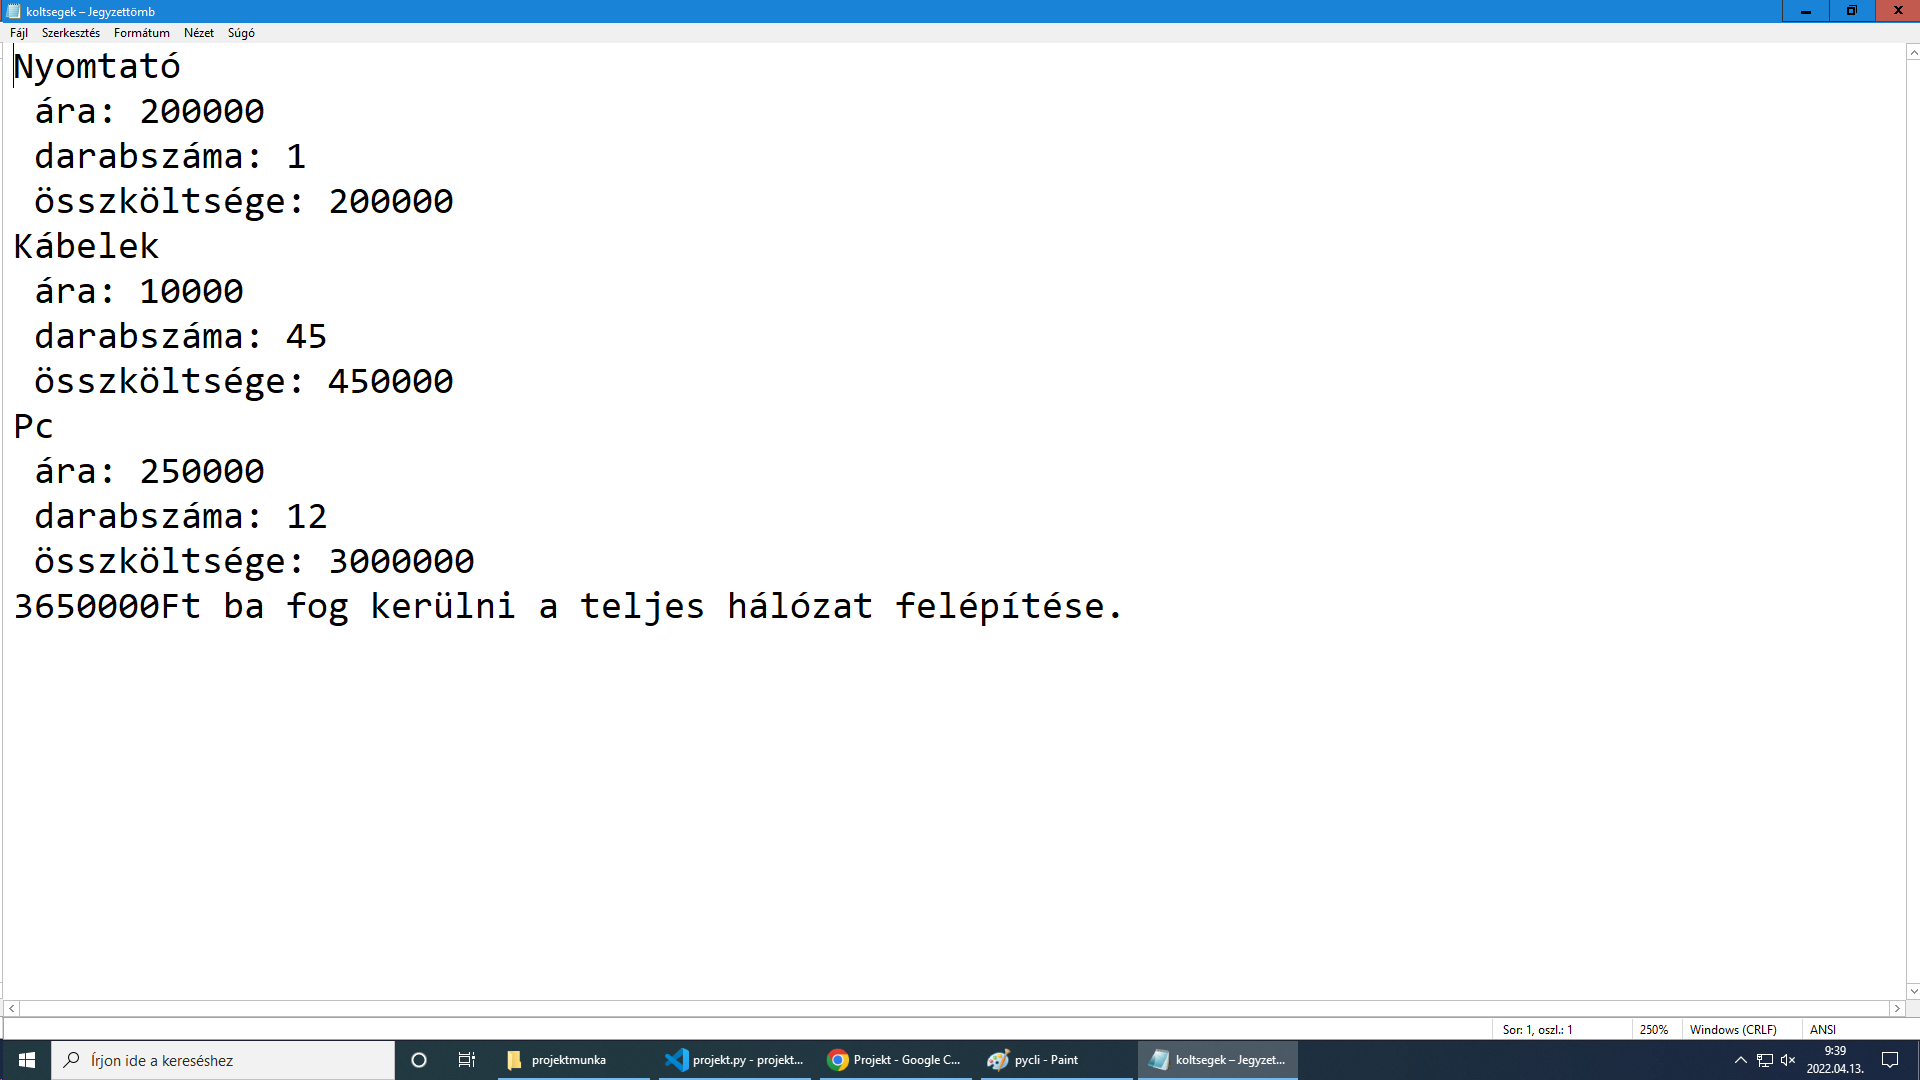 koltsegek – Jegyzettömb
Fájl Szerkesztés Formátum Nézet Súgó
Nyomtató
ára: 200000
darabszáma: 1
összköltsége: 200000
Kábelek
ára: 10000
darabszáma: 45
összköltsége: 450000
Pc
ára: 250000
darabszáma: 12
összköltsége: 3000000
3650000Ft ba fog kerülni a teljes hálózat felépítése.
Sor: 1, oszl.: 1 250% Windows (CRLF) ANSI
Írjon ide a kereséshez projektmunka projekt.py - projekt... Projekt - Google C... pycli - Paint koltsegek – Jegyzet... 9:39
2022.04.13.